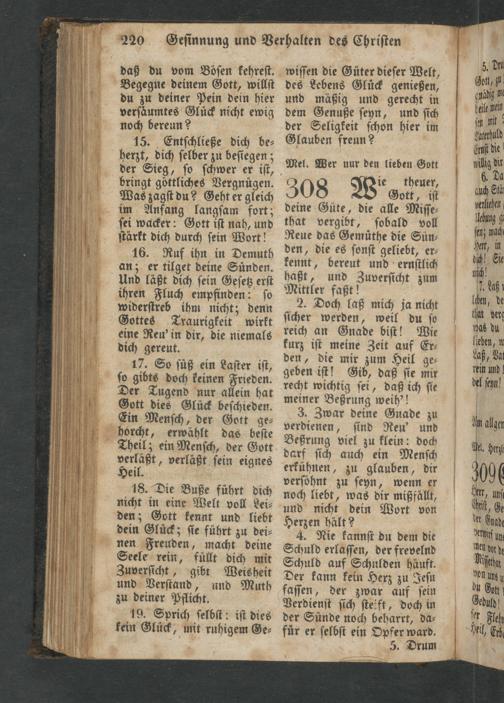 220 Gesinnung und Verhalten des Christen
daß du vom Bösen kehrest.
Begegne deinem Gott, willst
du zu deiner Pein dein hier
versäumtes Glück nicht ewig
noch bereun?
15. Entschließe dich be-
herzt, dich selber zu besiegen;
der Sieg, so schwer er ist,
bringt göttliches Vergnügen.
Was zagst du? Geht er gleich
im Anfang langsam fort;
sei wacker: Gott ist nah, und
stärkt dich durch sein Wort!
16. Ruf ihn in Demuth
an; er tilget deine Sünden.
Und läßt dich sein Gesetz erst
ihren Fluch empfinden: so
widerstreb ihm nicht; denn
Gottes Traurigkeit wirkt
eine Reu' in dir, die niemals
dich gereut.
17. So süß ein Laster ist,
so gibts doch keinen Frieden.
Der Tugend nur allein hat
Gott dies Glück beschieden.
Ein Mensch, der Gott ge-
horcht, erwählt das beste
Theil; ein Mensch, der Gott
verläßt, verläßt sein eignes
Heil.
18. Die Buße führt dich
nicht in eine Welt voll Lei-
den; Gott kennt und liebt
dein Glück; sie führt zu dei-
nen Freuden, macht deine
Seele rein, füllt dich mit
Zuversicht, gibt Weisheit
und Verstand, und Muth
zu deiner Pflicht.
19. Sprich selbst: ist dies
kein Glück, mit ruhigem Ge-
wissen die Güter dieser Welt,
des Lebens Glück genießen,
und mäßig und gerecht in
dem Genusse seyn, und sich
der Seligkeit schon hier im
Glauben freun?
Mel. Wer nur den lieben Gott
308 Wie theuer,
Gott, ist
deine Güte, die alle Misse-
that vergibt, sobald voll
Reue das Gemüthe die Sün-
den, die es sonst geliebt, er-
kennt, bereut und ernstlich
haßt, und Zuversicht zum
Mittler faßt!
2. Doch laß mich ja nicht
sicher werden, weil du so
reich an Gnade bist! Wie
kurz ist meine Zeit auf Er-
den, die mir zum Heil ge-
geben ist! Gib, daß sie mir
recht wichtig sei, daß ich sie
meiner Beßrung weih'!
3. Zwar deine Gnade zu
verdienen, sind Reu' und
Beßrung viel zu klein: doch
darf sich auch ein Mensch
erkühnen, zu glauben, dir
versöhnt zu seyn, wenn er
noch liebt, was dir mißfällt,
und nicht dein Wort von
Herzen hält?
4. Nie kannst du dem die
Schuld erlassen, der frevelnd
Schuld auf Schulden häuft.
Der kann kein Herz zu Jesu
fassen, der zwar auf sein
Verdienst sich steift, doch in
der Sünde noch beharrt, da-
für er selbst ein Opfer ward.
5. Drum
309